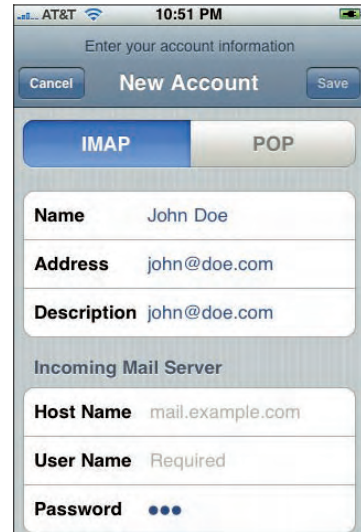 AT&T 10:51 PM
Enter your account information
Cancel New Account Save
IMAP POP
Name John Doe
Address john@doe.com
Description john@doe.com
Incoming Mail Server
Host Name mail.example.com
User Name Required
Password •••